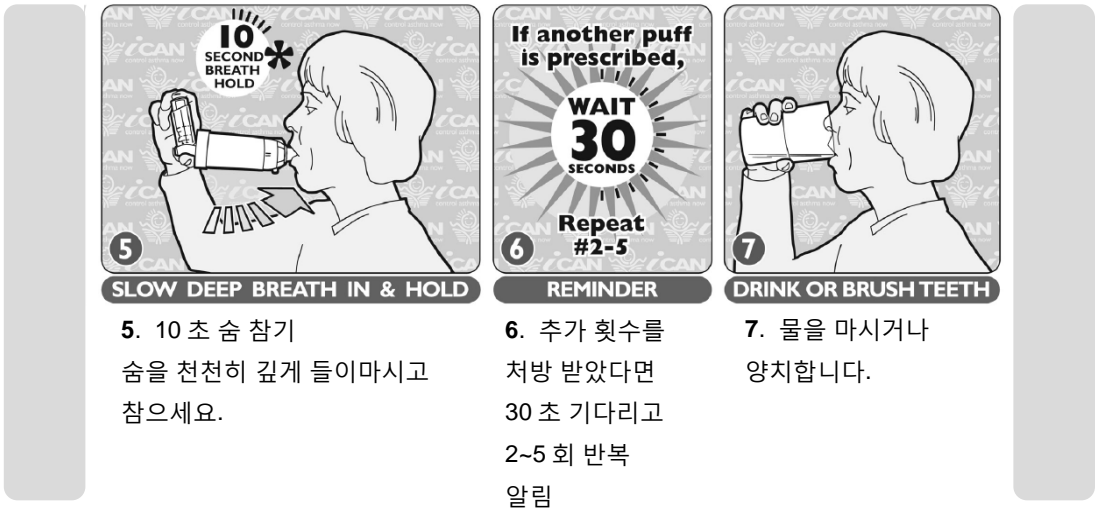 10
SECOND
BREATH
HOLD
*
5
SLOW DEEP BREATH IN & HOLD
5. 10 초 숨 참기
숨을 천천히 깊게 들이마시고
참으세요.
If another puff
is prescribed,
WAIT
30
SECONDS
Repeat
#2-5
6
REMINDER
6. 추가 횟수를
처방 받았다면
30 초 기다리고
2~5 회 반복
알림
7
DRINK OR BRUSH TEETH
7. 물을 마시거나
양치합니다.
iCAN
control asthma now